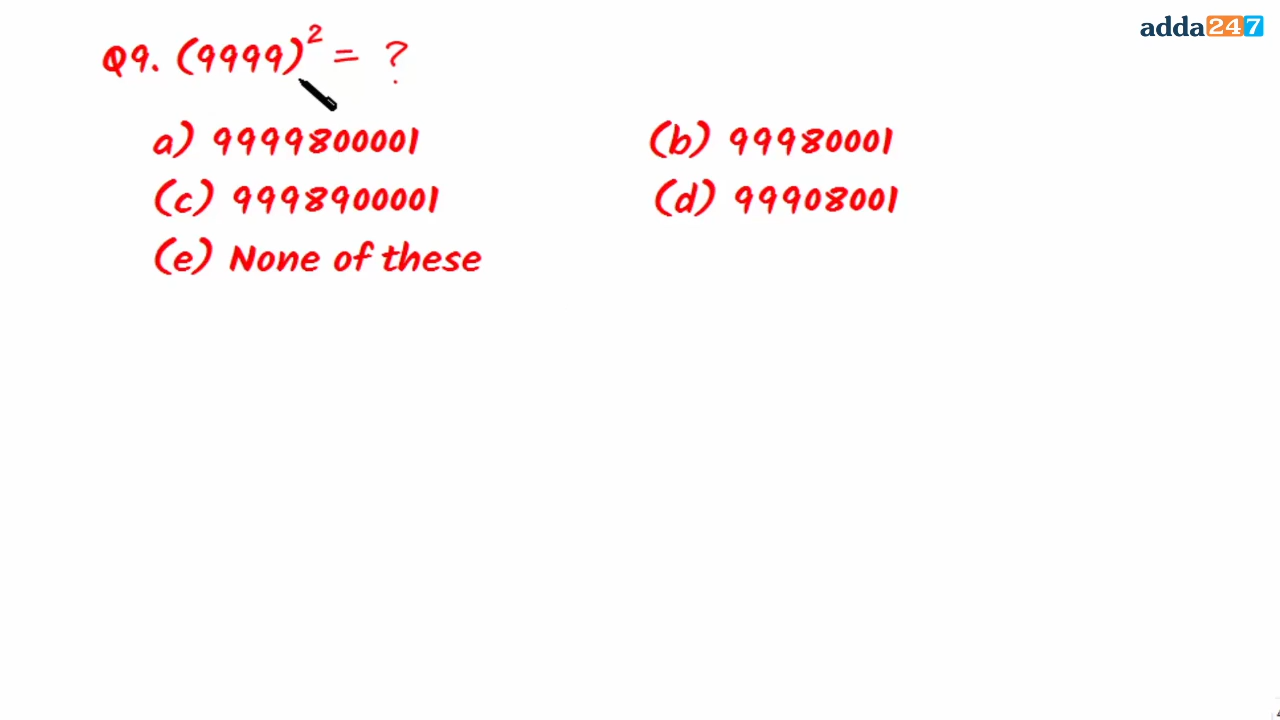 adda247
Q9. (9999)² = ?
a) 9999800001 (b) 99980001
(c) 9998900001 (d) 99908001
(e) None of these